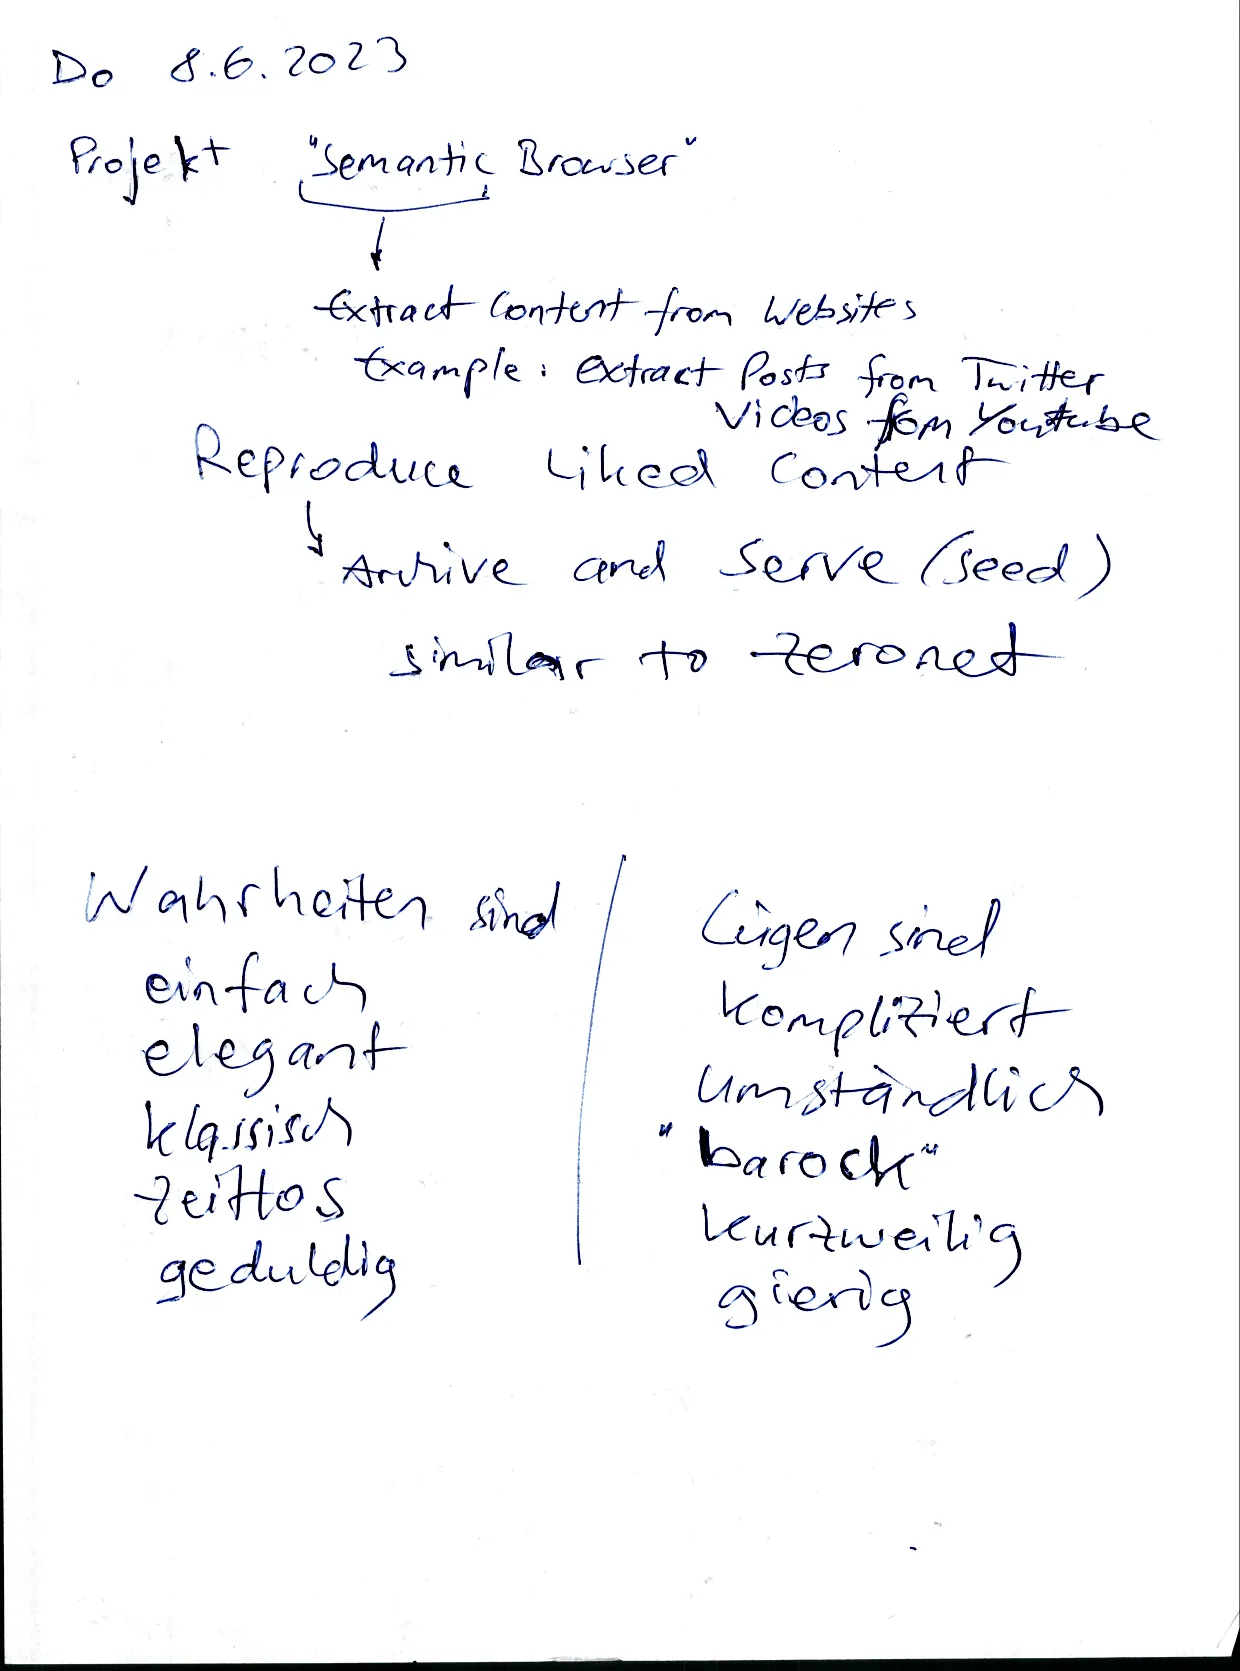 Do 8.6.2023
Projekt "Semantic Browser"
Extract Content from Websites
Example: Extract Posts from Twitter
Videos from Youtube
Reproduce Liked Content
Archive and Serve (seed)
similar to Zeronet
Wahrheiten sind
einfach
elegant
klassisch
zeitlos
geduldig
Lügen sind
kompliziert
umständlich
"barock"
kurzweilig
gierig